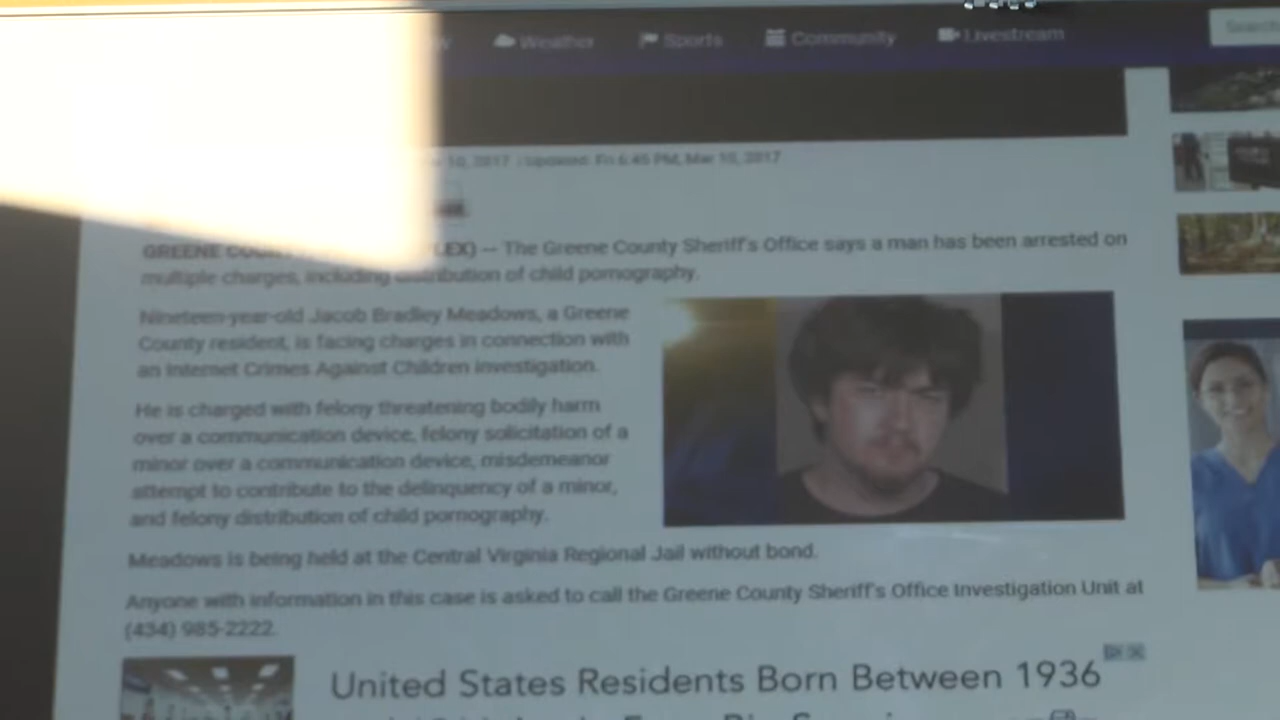 Weather Sports Community Livestream Search
10, 2017 | Updated: Fri 6:45 PM, Mar 10, 2017
GREENE LEX) -- The Greene County Sheriff's Office says a man has been arrested on
multiple charges, including distribution of child pornography.
Nineteen-year-old Jacob Bradley Meadows, a Greene
County resident, is facing charges in connection with
an Internet Crimes Against Children investigation.
He is charged with felony threatening bodily harm
over a communication device, felony solicitation of a
minor over a communication device, misdemeanor
attempt to contribute to the delinquency of a minor,
and felony distribution of child pornography.
Meadows is being held at the Central Virginia Regional Jail without bond.
Anyone with information in this case is asked to call the Greene County Sheriff's Office Investigation Unit at
(434) 985-2222.
United States Residents Born Between 1936